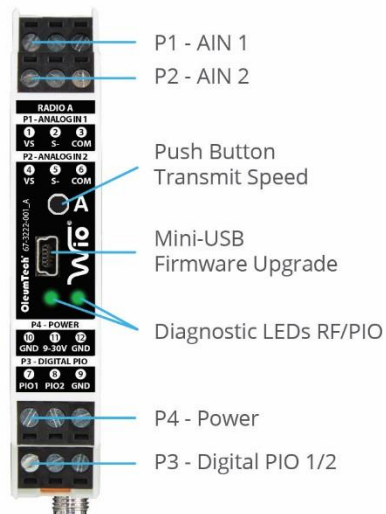 P1 - AIN 1
P2 - AIN 2
RADIO A
P1 - ANALOG IN 1
1 2 3
VS S- COM
P2 - ANALOG IN 2
4 5 6
VS S- COM
Push Button
Transmit Speed
A
Mini-USB
Firmware Upgrade
OleumTech 67-3222-001_A
Wio
Diagnostic LEDs RF/PIO
P4 - POWER
10 11 12
GND 9-30V GND
P3 - DIGITAL PIO
7 8 9
PIO1 PIO2 GND
P4 - Power
P3 - Digital PIO 1/2